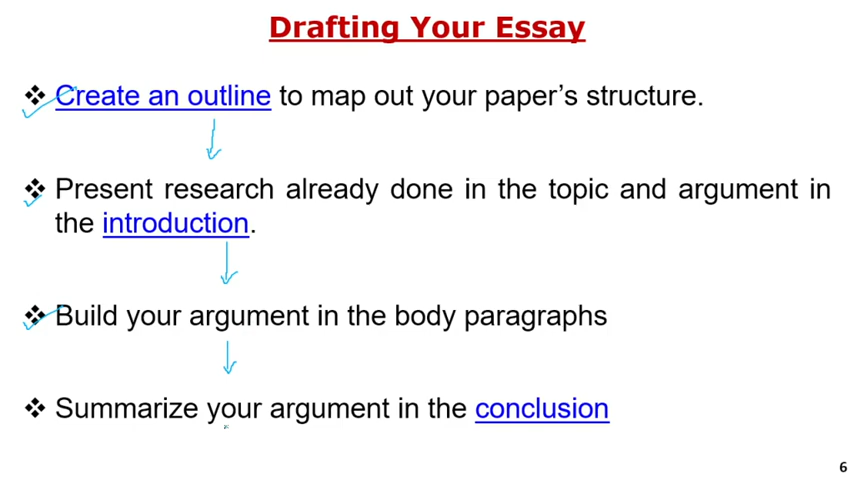 Drafting Your Essay
❖ Create an outline to map out your paper's structure.
❖ Present research already done in the topic and argument in
the introduction.
❖ Build your argument in the body paragraphs
❖ Summarize your argument in the conclusion
6